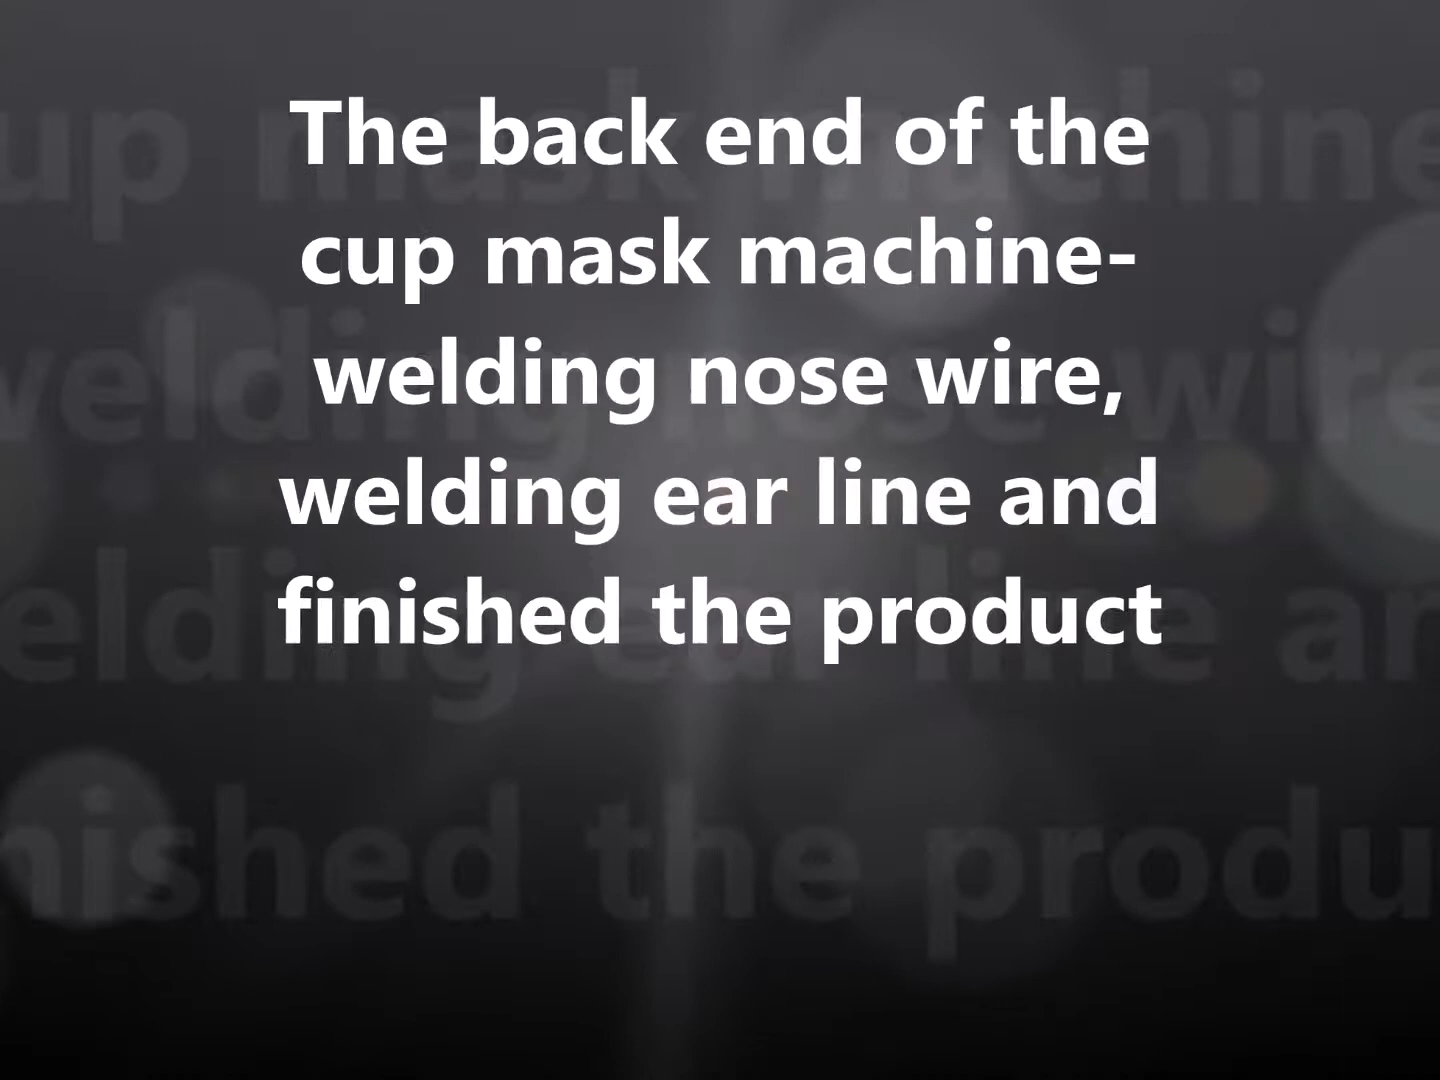 The back end of the
cup mask machine-
welding nose wire,
welding ear line and
finished the product